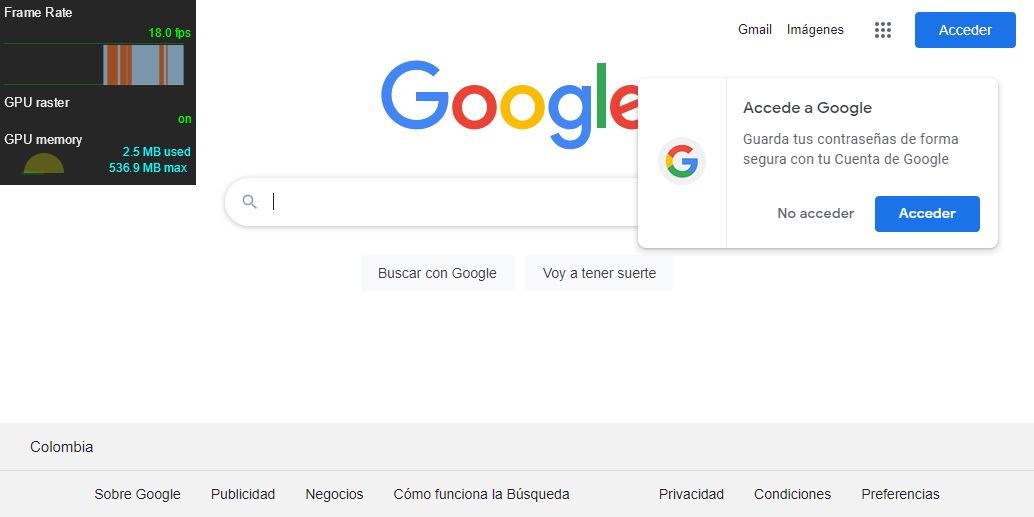 Frame Rate
18.0 fps
GPU raster
on
GPU memory
2.5 MB used
536.9 MB max
Gmail Imágenes Acceder
Google
Accede a Google
Guarda tus contraseñas de forma
segura con tu Cuenta de Google
No acceder Acceder
Buscar con Google Voy a tener suerte
Colombia
Sobre Google Publicidad Negocios Cómo funciona la Búsqueda Privacidad Condiciones Preferencias